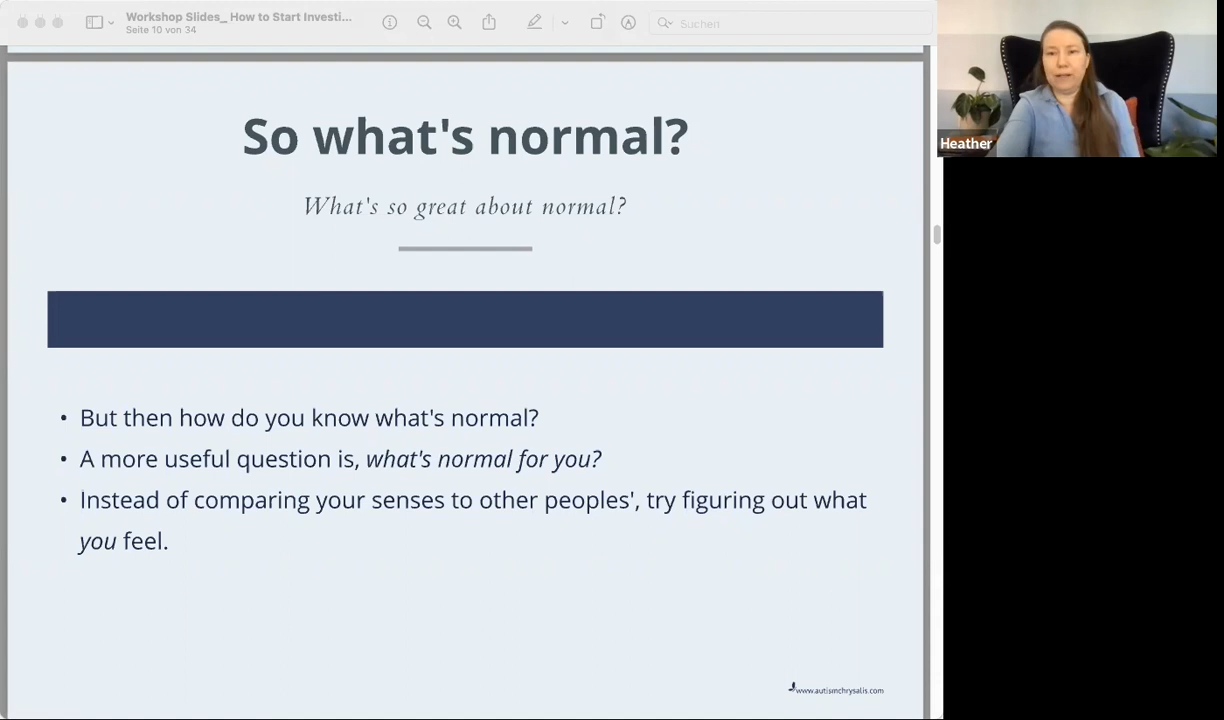 Workshop Slides_ How to Start Investi...
Seite 10 von 34
Suchen
Heather
So what's normal?
What's so great about normal?
• But then how do you know what's normal?
• A more useful question is, what's normal for you?
• Instead of comparing your senses to other peoples', try figuring out what
you feel.
www.autismchrysalis.com